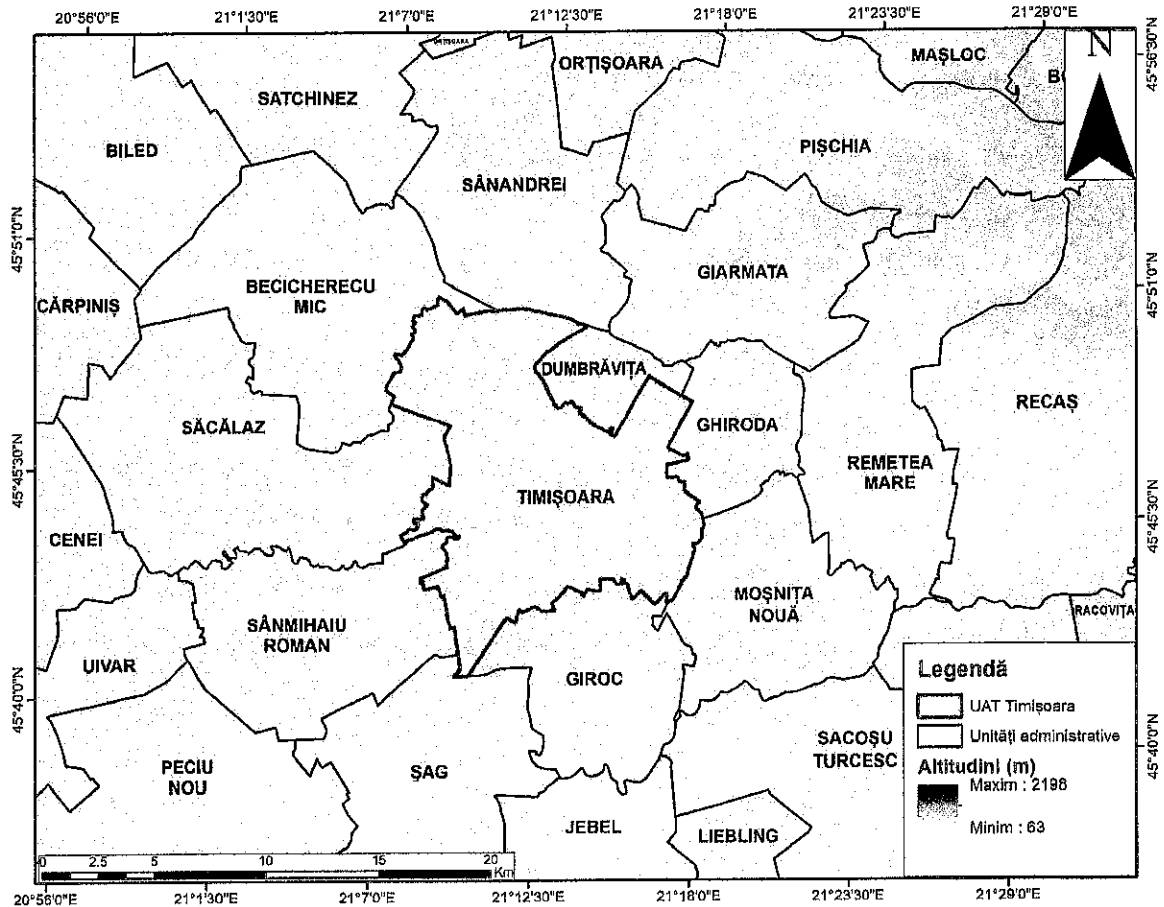 20°56'0"E 21°1'30"E 21°7'0"E 21°12'30"E 21°18'0"E 21°23'30"E 21°28'0"E
45°56'30"N
N
ORȚIȘOARA
ORȚIȘOARA
MAȘLOC
SATCHINEZ
BILED
PIȘCHIA
SÂNANDREI
45°51'0"N
45°51'0"N
GIARMATA
BECICHERECU
MIC
CĂRPINIȘ
DUMBRĂVIȚA
RECAȘ
SĂCĂLAZ
GHIRODA
REMETEA
MARE
45°45'30"N
45°45'30"N
TIMIȘOARA
CENEI
MOȘNIȚA
NOUĂ
RACOVIȚA
SÂNMIHAIU
ROMAN
UIVAR
GIROC
45°40'0"N
45°40'0"N
SACOȘU
TURCESC
PECIU
NOU
ȘAG
JEBEL
LIEBLING
Legendă
UAT Timișoara
Unități administrative
Altitudini (m)
Maxim : 2198
Minim : 63
0 2.5 5 10 15 20
Km
20°56'0"E 21°1'30"E 21°7'0"E 21°12'30"E 21°18'0"E 21°23'30"E 21°29'0"E